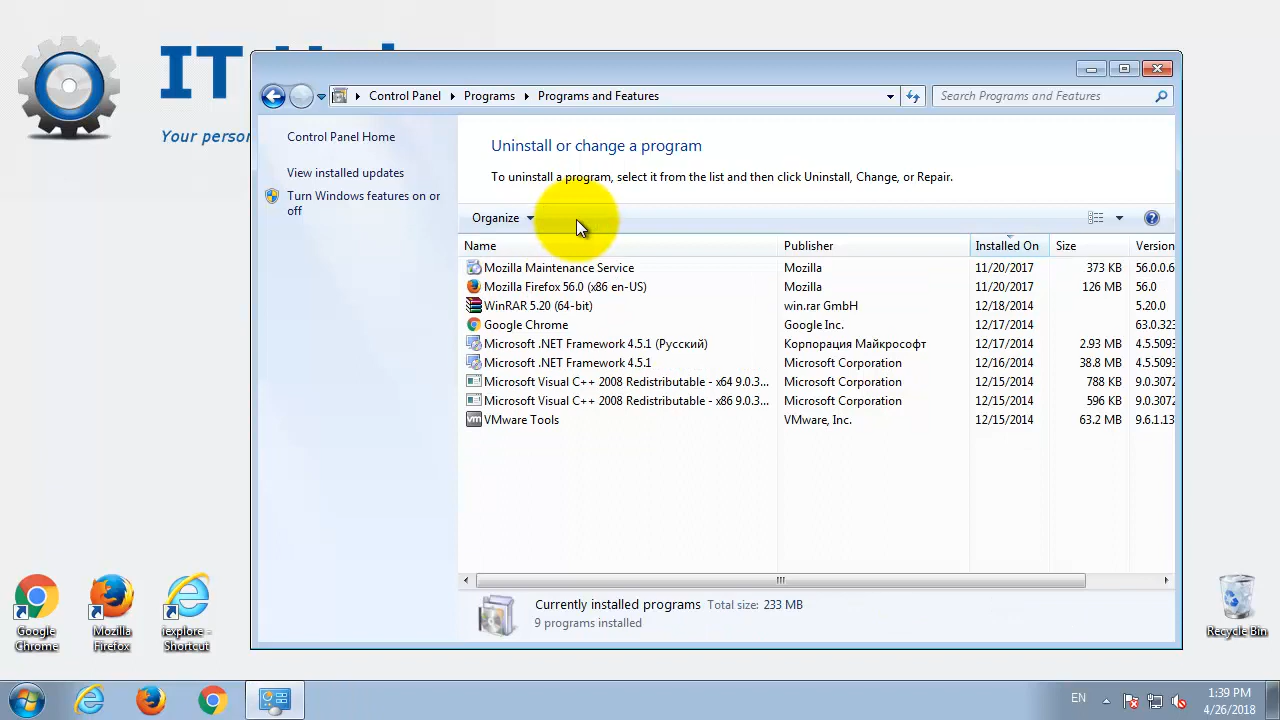 IT
Your person
Control Panel
Programs
Programs and Features
Search Programs and Features
Control Panel Home
View installed updates
Turn Windows features on or
off
Uninstall or change a program
To uninstall a program, select it from the list and then click Uninstall, Change, or Repair.
Organize
Name Publisher Installed On Size Version
Mozilla Maintenance Service Mozilla 11/20/2017 373 KB 56.0.0.6
Mozilla Firefox 56.0 (x86 en-US) Mozilla 11/20/2017 126 MB 56.0
WinRAR 5.20 (64-bit) win.rar GmbH 12/18/2014 5.20.0
Google Chrome Google Inc. 12/17/2014 63.0.323
Microsoft .NET Framework 4.5.1 (Русский) Корпорация Майкрософт 12/17/2014 2.93 MB 4.5.5093
Microsoft .NET Framework 4.5.1 Microsoft Corporation 12/16/2014 38.8 MB 4.5.5093
Microsoft Visual C++ 2008 Redistributable - x64 9.0.3... Microsoft Corporation 12/15/2014 788 KB 9.0.3072
Microsoft Visual C++ 2008 Redistributable - x86 9.0.3... Microsoft Corporation 12/15/2014 596 KB 9.0.3072
vm VMware Tools VMware, Inc. 12/15/2014 63.2 MB 9.6.1.13
Currently installed programs Total size: 233 MB
9 programs installed
Google
Chrome
Mozilla
Firefox
iexplore -
Shortcut
Recycle Bin
EN
1:39 PM
4/26/2018